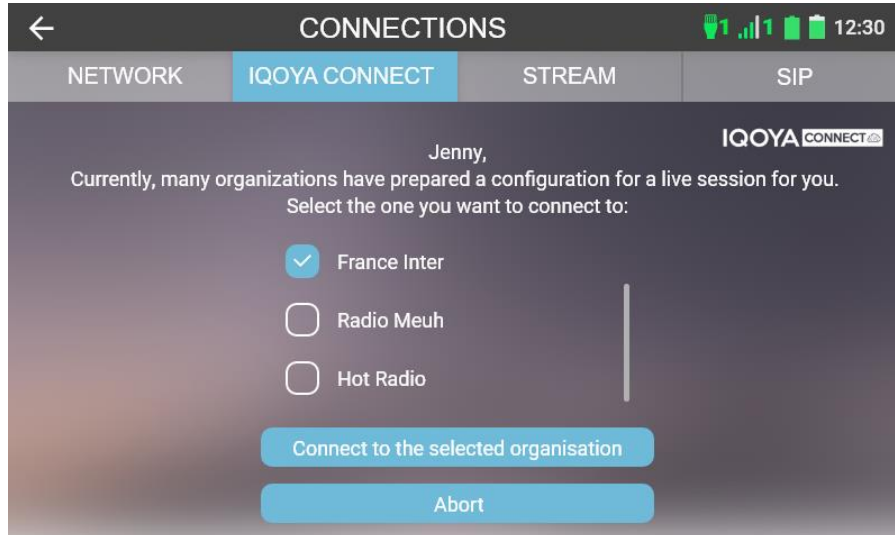 CONNECTIONS
1 1 12:30
NETWORK IQOYA CONNECT STREAM SIP
IQOYA CONNECT
Jenny,
Currently, many organizations have prepared a configuration for a live session for you.
Select the one you want to connect to:
France Inter
Radio Meuh
Hot Radio
Connect to the selected organisation
Abort